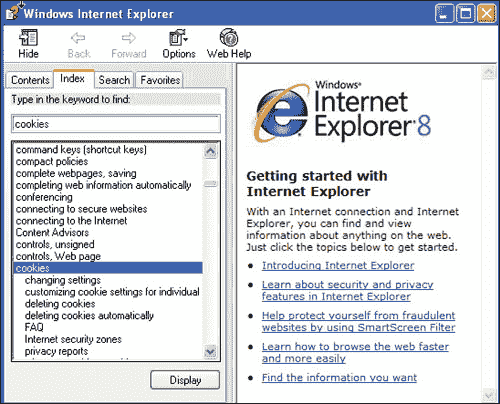 Windows Internet Explorer
Hide
Back
Forward
Options
Web Help
Contents
Index
Search
Favorites
Type in the keyword to find:
cookies
command keys (shortcut keys)
compact policies
complete webpages, saving
completing web information automatically
conferencing
connecting to secure websites
connecting to the Internet
Content Advisors
controls, unsigned
controls, Web page
cookies
changing settings
customizing cookie settings for individual
deleting cookies
deleting cookies automatically
FAQ
Internet security zones
privacy reports
Display
Windows®
Internet
Explorer 8
Getting started with
Internet Explorer
With an Internet connection and Internet
Explorer, you can find and view
information about anything on the web.
Just click the topics below to get started.
Introducing Internet Explorer
Learn about security and privacy
features in Internet Explorer
Help protect yourself from fraudulent
websites by using SmartScreen Filter
Learn how to browse the web faster
and more easily
Find the information you want